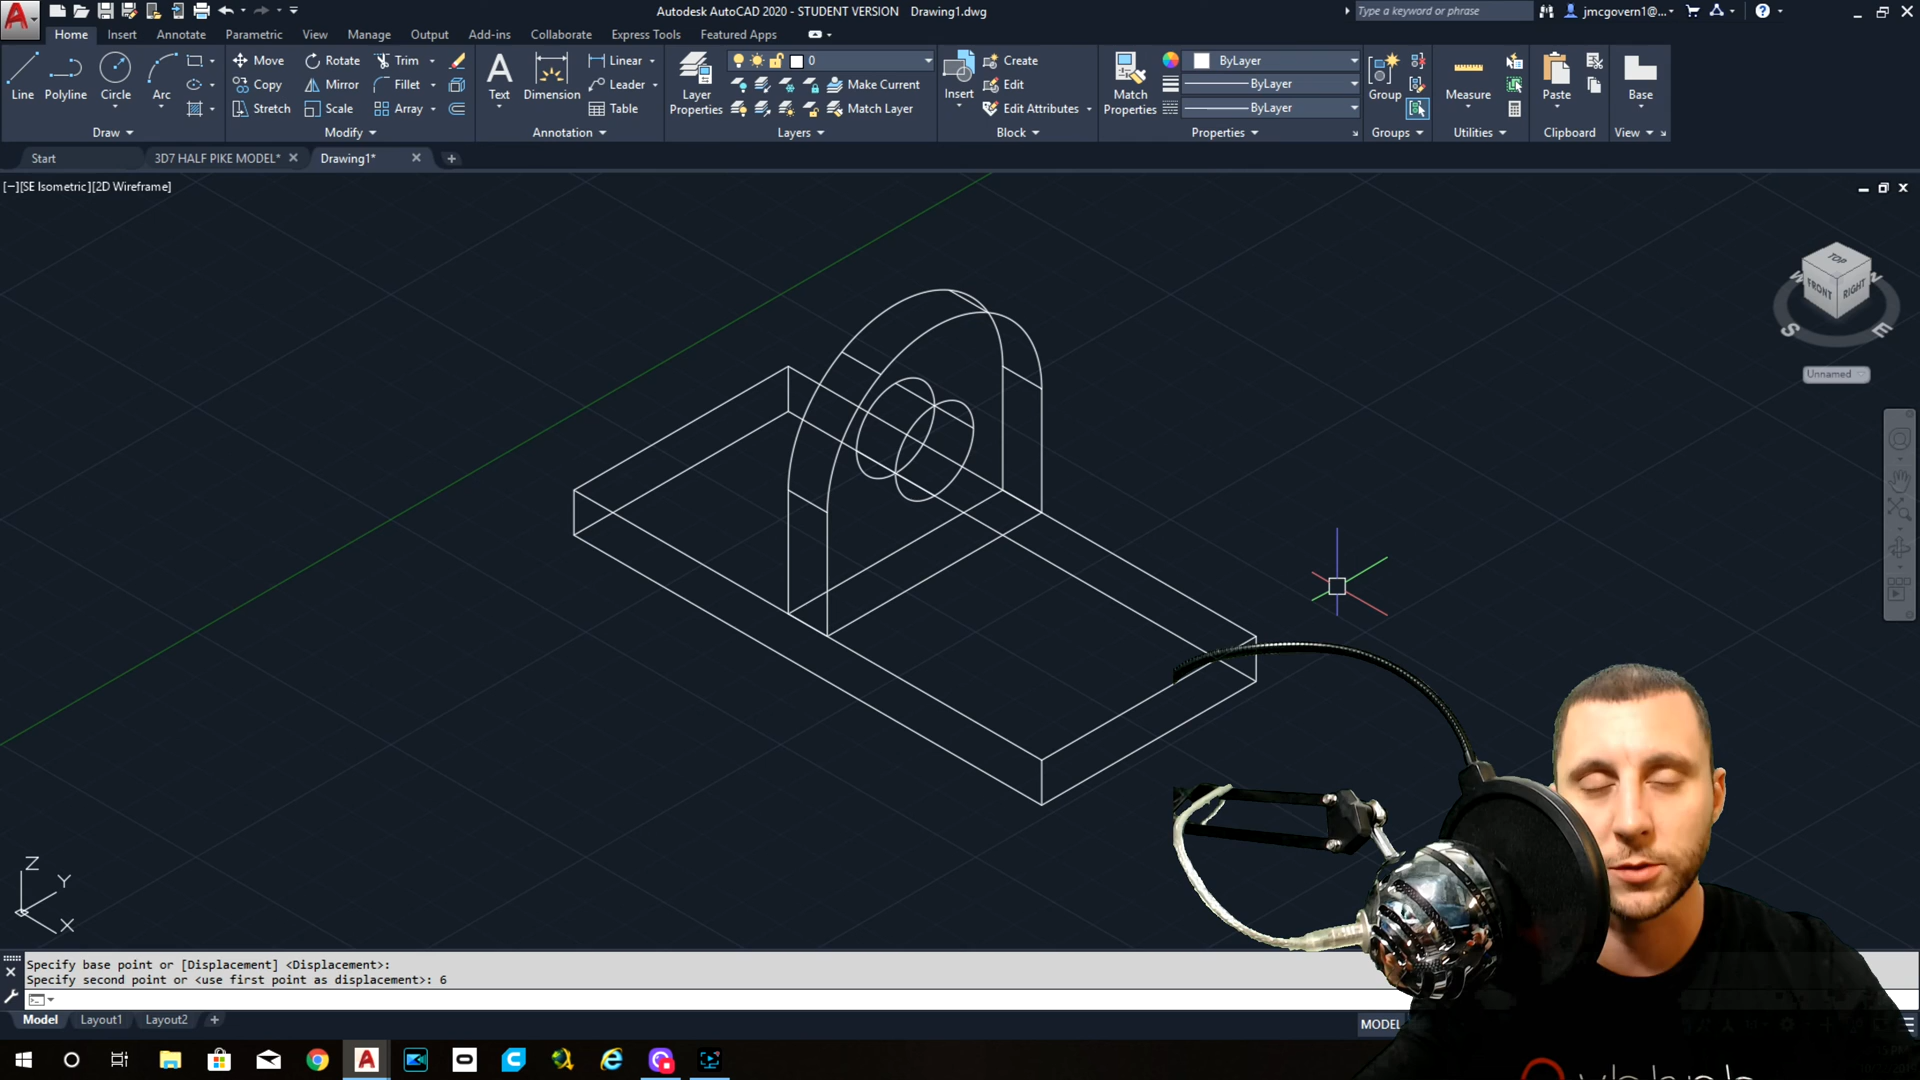 Autodesk AutoCAD 2020 - STUDENT VERSION Drawing1.dwg
Type a keyword or phrase
jmcgovern1@...
Home Insert Annotate Parametric View Manage Output Add-ins Collaborate Express Tools Featured Apps
Line Polyline Circle Arc
Move Rotate Trim
Copy Mirror Fillet
Stretch Scale Array
Text Dimension
Linear
Leader
Table
Layer Properties
0
Make Current
Match Layer
Insert
Create
Edit
Edit Attributes
Match Properties
ByLayer
ByLayer
ByLayer
Group
Measure
Paste
Base
Draw Modify Annotation Layers Block Properties Groups Utilities Clipboard View
Start 3D7 HALF PIKE MODEL* Drawing1*
[−][SE Isometric][2D Wireframe]
TOP
FRONT RIGHT
W N
S E
Unnamed
Z
Y
X
Specify base point or [Displacement] <Displacement>:
Specify second point or <use first point as displacement>: 6
Model Layout1 Layout2 +
MODEL